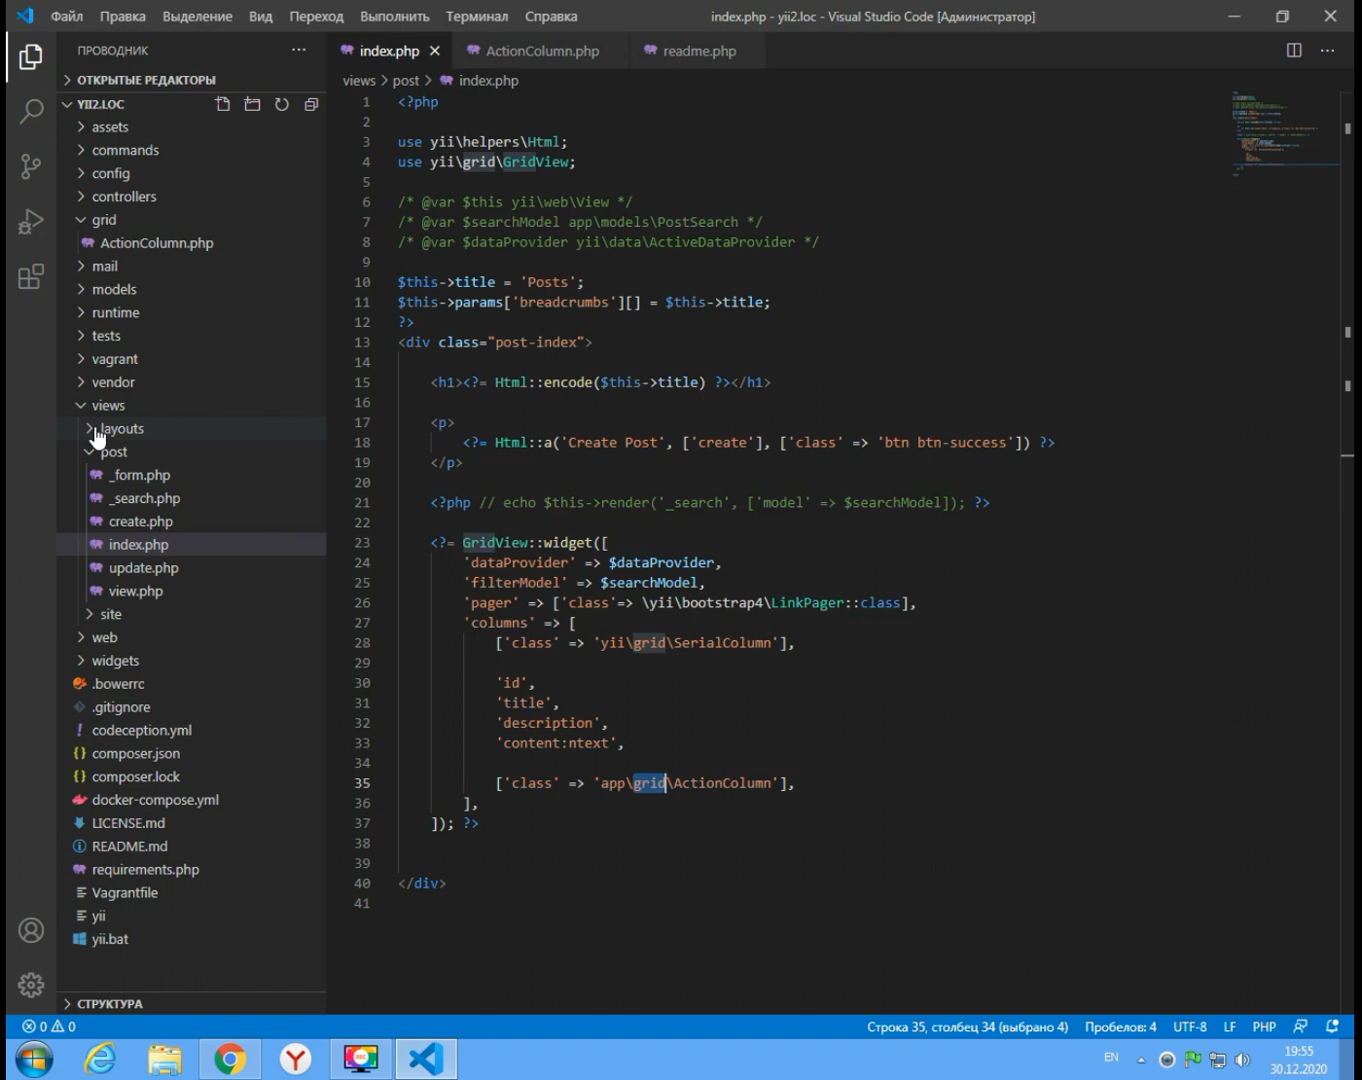 Файл Правка Выделение Вид Переход Выполнить Терминал Справка index.php - yii2.loc - Visual Studio Code [Администратор]
ПРОВОДНИК
ОТКРЫТЫЕ РЕДАКТОРЫ
YII2.LOC
assets
commands
config
controllers
grid
ActionColumn.php
mail
models
runtime
tests
vagrant
vendor
views
layouts
post
_form.php
_search.php
create.php
index.php
update.php
view.php
site
web
widgets
.bowerrc
.gitignore
codeception.yml
composer.json
composer.lock
docker-compose.yml
LICENSE.md
README.md
requirements.php
Vagrantfile
yii
yii.bat
СТРУКТУРА
index.php ActionColumn.php readme.php
views > post > index.php
1 <?php
2
3 use yii\helpers\Html;
4 use yii\grid\GridView;
5
6 /* @var $this yii\web\View */
7 /* @var $searchModel app\models\PostSearch */
8 /* @var $dataProvider yii\data\ActiveDataProvider */
9
10 $this->title = 'Posts';
11 $this->params['breadcrumbs'][] = $this->title;
12 ?>
13 <div class="post-index">
14
15 <h1><?= Html::encode($this->title) ?></h1>
16
17 <p>
18 <?= Html::a('Create Post', ['create'], ['class' => 'btn btn-success']) ?>
19 </p>
20
21 <?php // echo $this->render('_search', ['model' => $searchModel]); ?>
22
23 <?= GridView::widget([
24 'dataProvider' => $dataProvider,
25 'filterModel' => $searchModel,
26 'pager' => ['class'=> \yii\bootstrap4\LinkPager::class],
27 'columns' => [
28 ['class' => 'yii\grid\SerialColumn'],
29
30 'id',
31 'title',
32 'description',
33 'content:ntext',
34
35 ['class' => 'app\grid\ActionColumn'],
36 ],
37 ]); ?>
38
39
40 </div>
41
0 0 Строка 35, столбец 34 (выбрано 4) Пробелов: 4 UTF-8 LF PHP
REC EN 19:55
30.12.2020